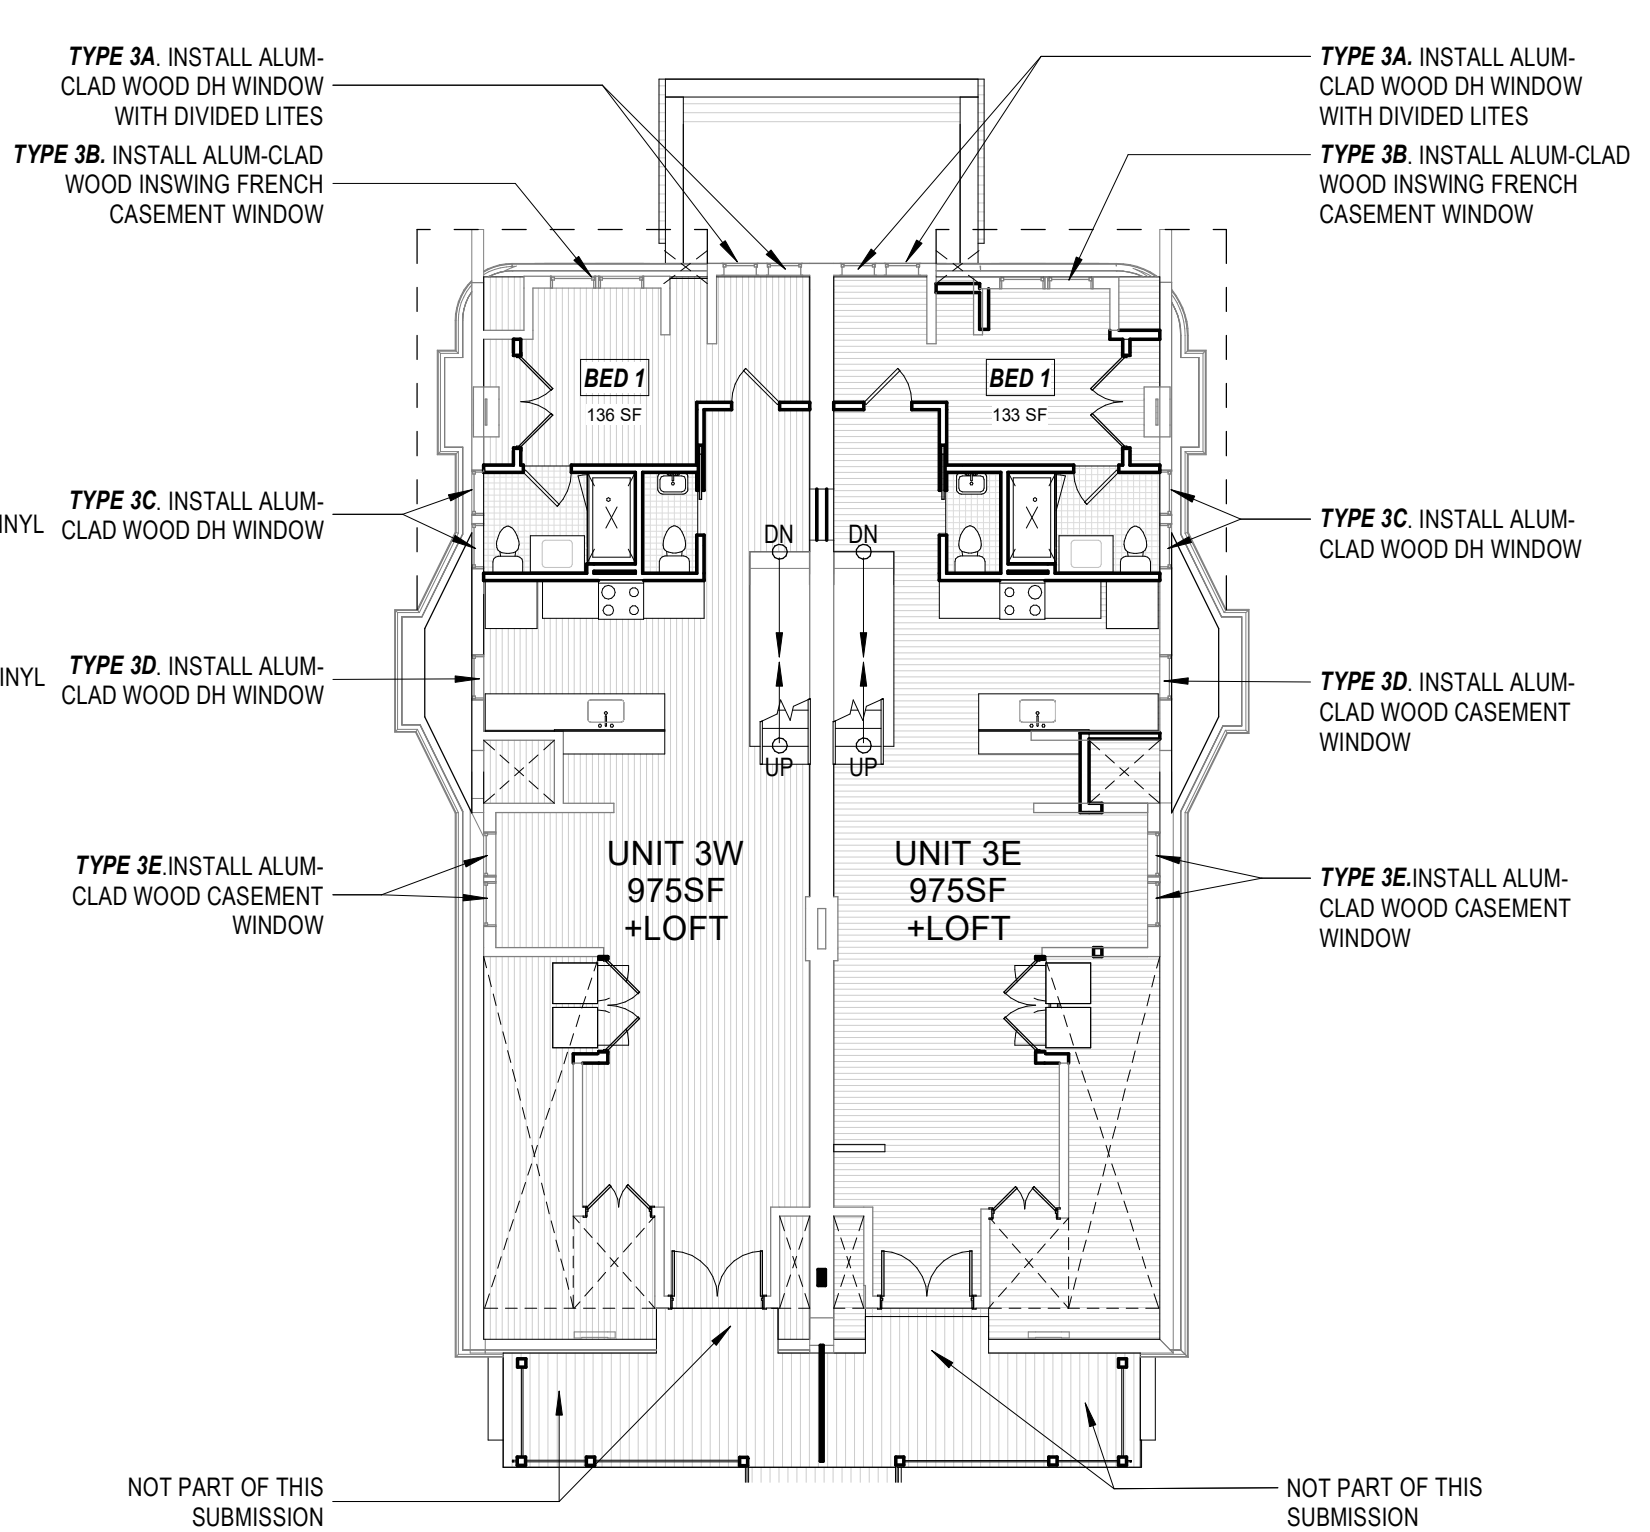 TYPE 3A. INSTALL ALUM-
CLAD WOOD DH WINDOW
WITH DIVIDED LITES
TYPE 3B. INSTALL ALUM-CLAD
WOOD INSWING FRENCH
CASEMENT WINDOW
TYPE 3C. INSTALL ALUM-
CLAD WOOD DH WINDOW
INYL
TYPE 3D. INSTALL ALUM-
CLAD WOOD DH WINDOW
INYL
TYPE 3E.INSTALL ALUM-
CLAD WOOD CASEMENT
WINDOW
NOT PART OF THIS
SUBMISSION
BED 1
136 SF
DN
UP
UNIT 3W
975SF
+LOFT
BED 1
133 SF
DN
UP
UNIT 3E
975SF
+LOFT
TYPE 3A. INSTALL ALUM-
CLAD WOOD DH WINDOW
WITH DIVIDED LITES
TYPE 3B. INSTALL ALUM-CLAD
WOOD INSWING FRENCH
CASEMENT WINDOW
TYPE 3C. INSTALL ALUM-
CLAD WOOD DH WINDOW
TYPE 3D. INSTALL ALUM-
CLAD WOOD CASEMENT
WINDOW
TYPE 3E.INSTALL ALUM-
CLAD WOOD CASEMENT
WINDOW
NOT PART OF THIS
SUBMISSION